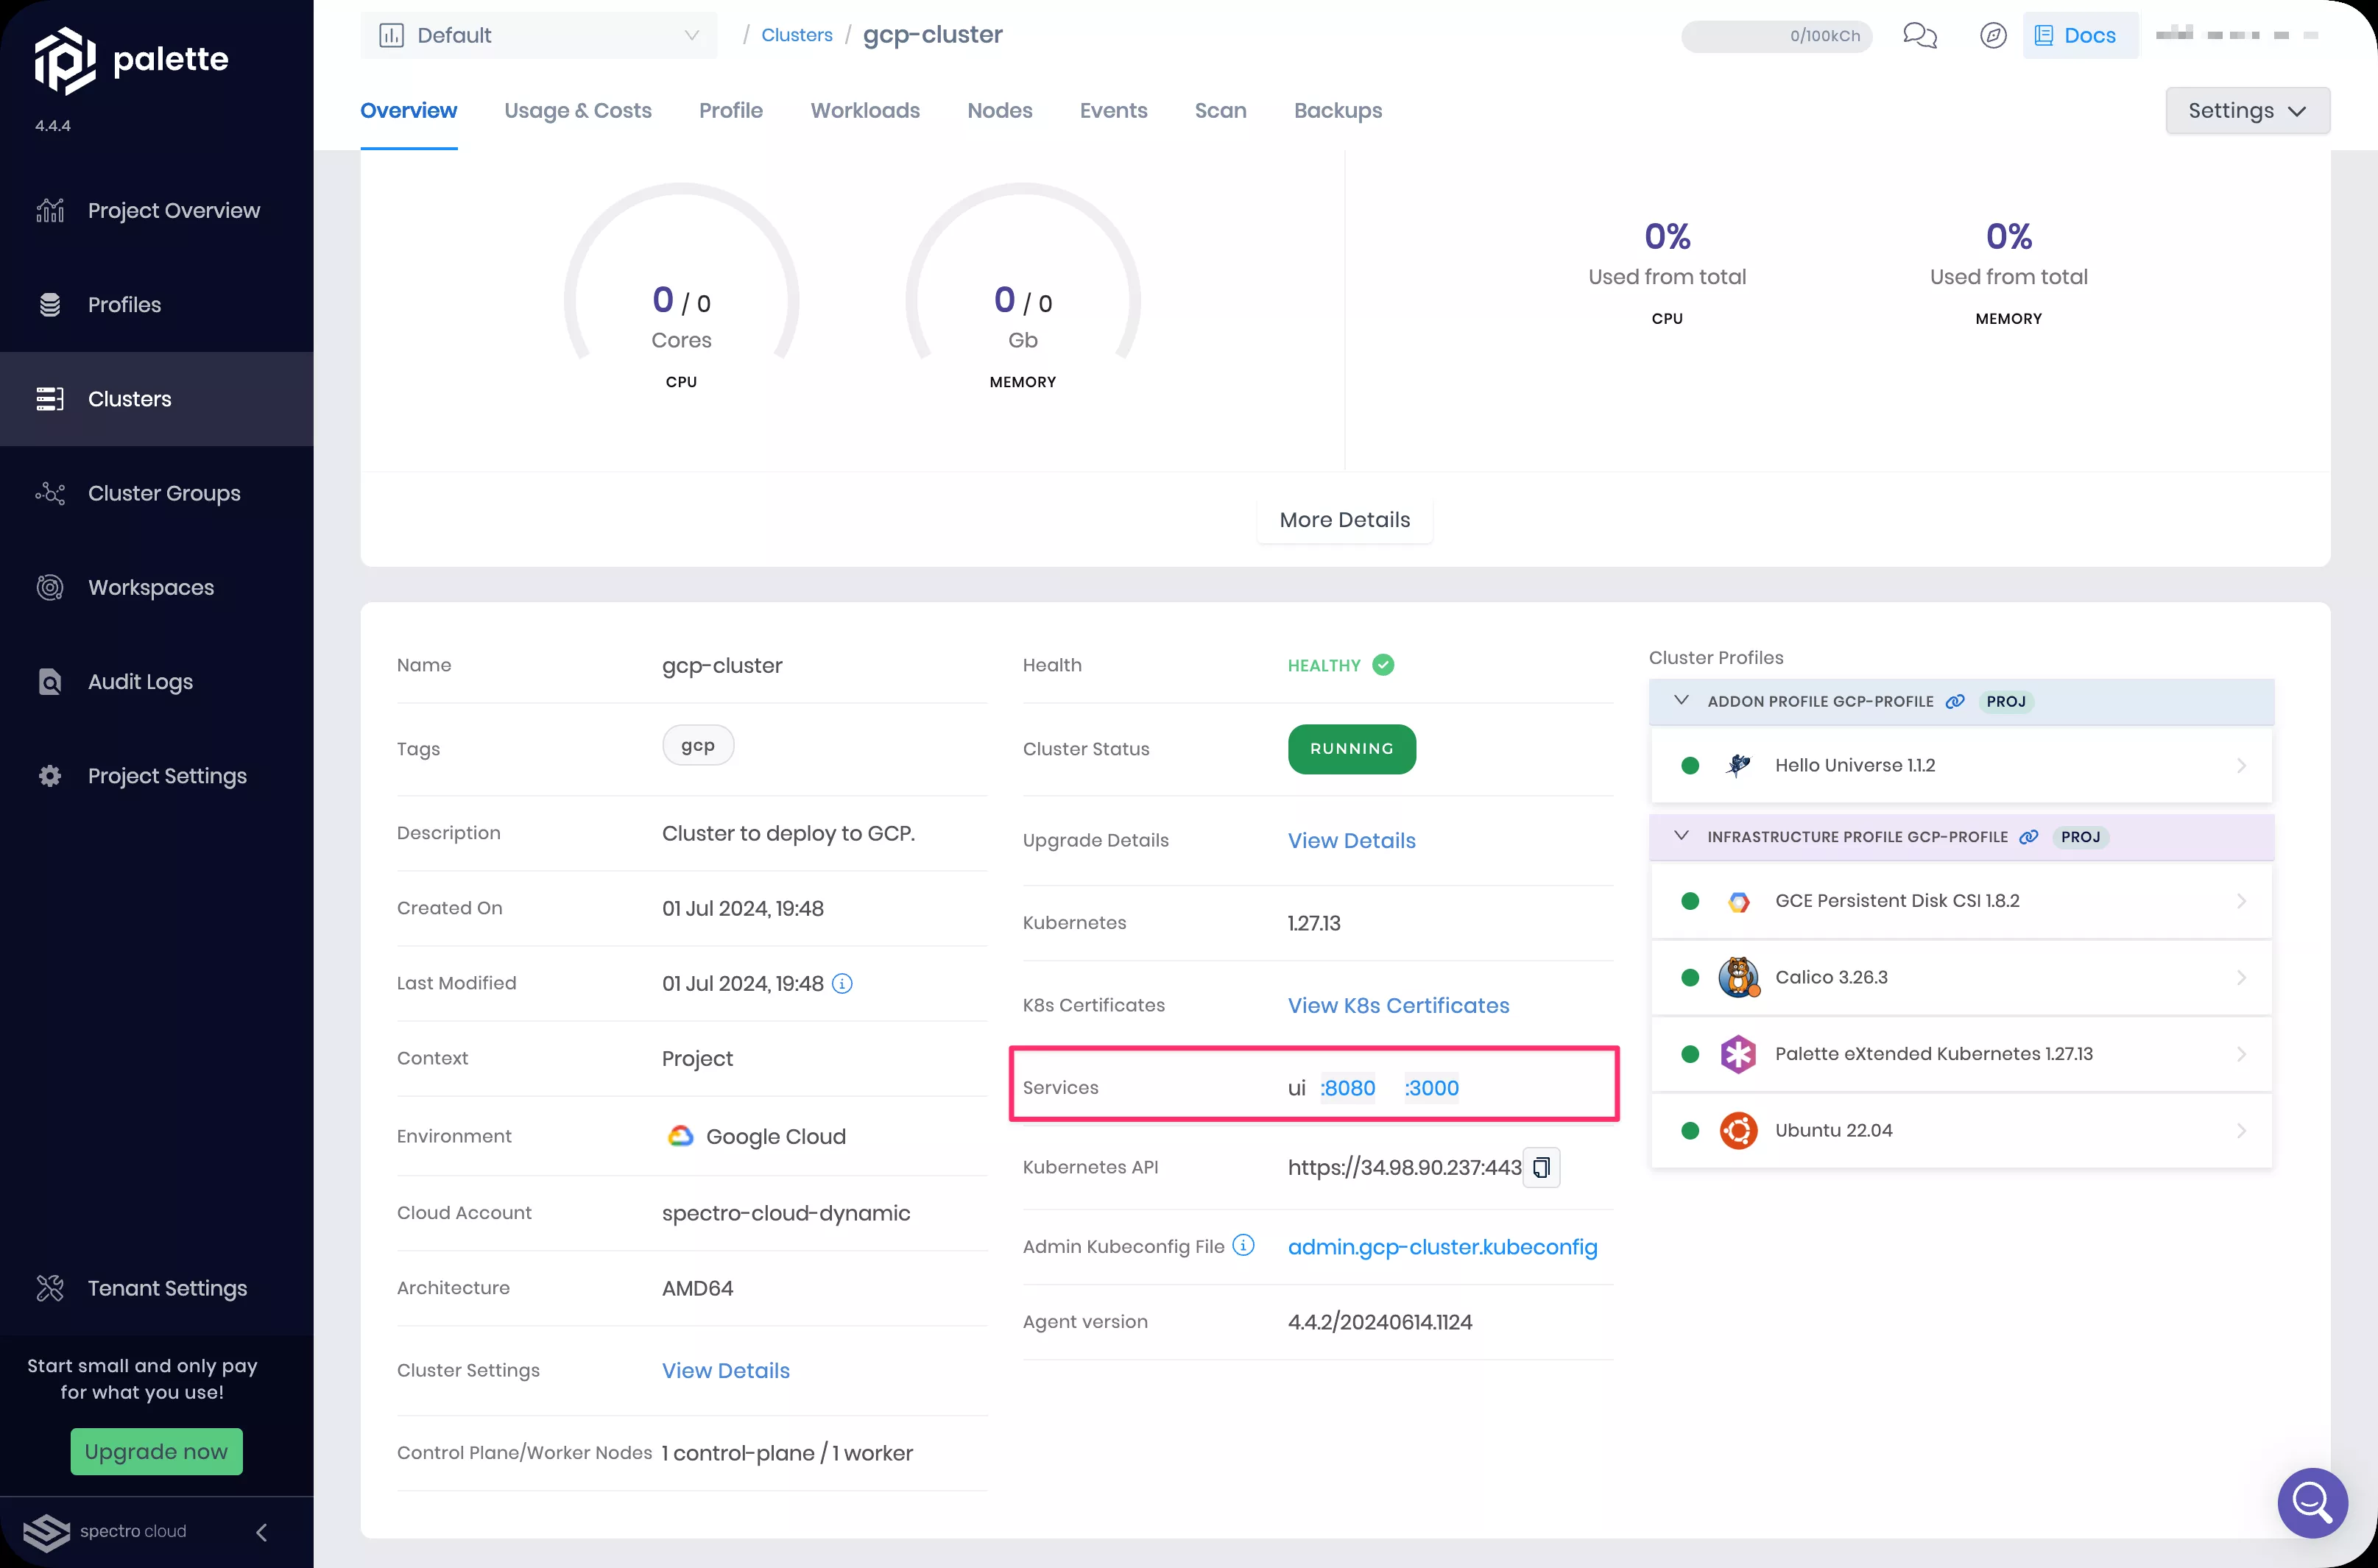 palette
4.4.4
Project Overview
Profiles
Clusters
Cluster Groups
Workspaces
Audit Logs
Project Settings
Tenant Settings
Start small and only pay
for what you use!
Upgrade now
spectro cloud
Default / Clusters / gcp-cluster
0/100kCh
Docs
Overview Usage & Costs Profile Workloads Nodes Events Scan Backups
Settings
0 / 0
Cores
CPU
0 / 0
Gb
MEMORY
0%
Used from total
CPU
0%
Used from total
MEMORY
More Details
Name gcp-cluster
Tags gcp
Description Cluster to deploy to GCP.
Created On 01 Jul 2024, 19:48
Last Modified 01 Jul 2024, 19:48
Context Project
Environment Google Cloud
Cloud Account spectro-cloud-dynamic
Architecture AMD64
Cluster Settings View Details
Control Plane/Worker Nodes 1 control-plane / 1 worker
Health HEALTHY
Cluster Status RUNNING
Upgrade Details View Details
Kubernetes 1.27.13
K8s Certificates View K8s Certificates
Services ui :8080 :3000
Kubernetes API https://34.98.90.237:443
Admin Kubeconfig File admin.gcp-cluster.kubeconfig
Agent version 4.4.2/20240614.1124
Cluster Profiles
ADDON PROFILE GCP-PROFILE PROJ
Hello Universe 1.1.2
INFRASTRUCTURE PROFILE GCP-PROFILE PROJ
GCE Persistent Disk CSI 1.8.2
Calico 3.26.3
Palette eXtended Kubernetes 1.27.13
Ubuntu 22.04